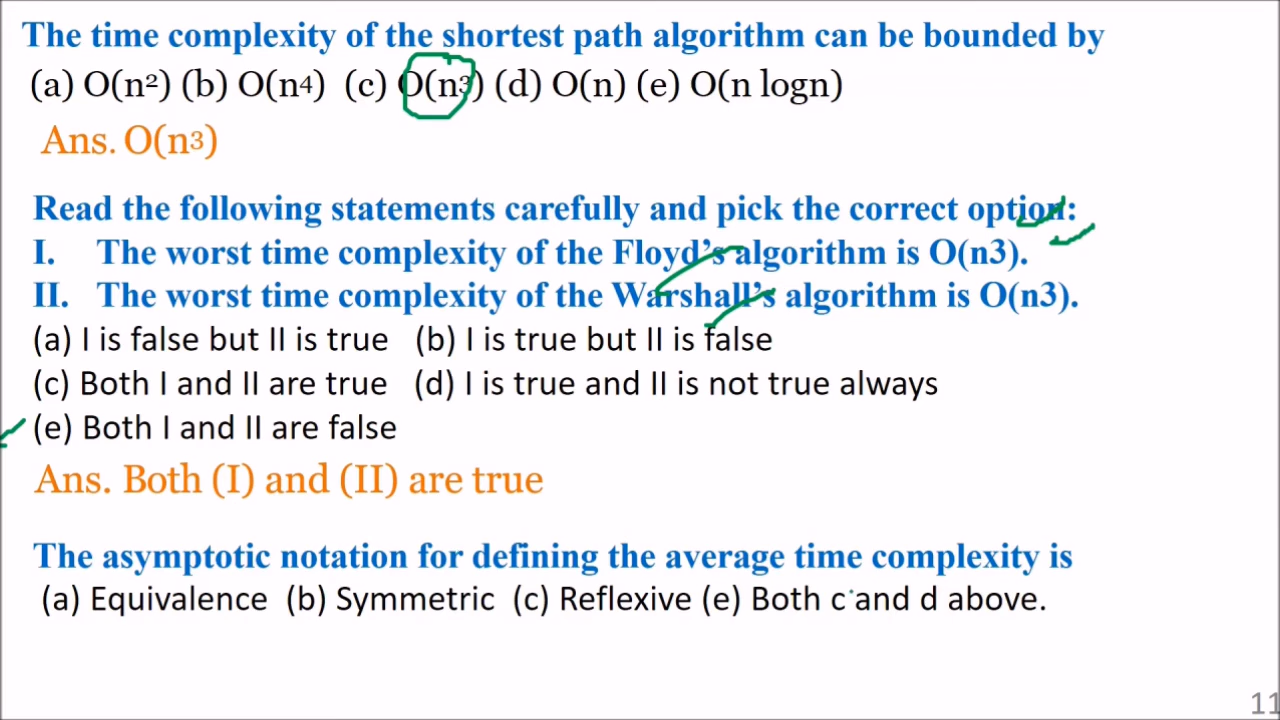 The time complexity of the shortest path algorithm can be bounded by
(a) O(n2) (b) O(n4) (c) O(n3) (d) O(n) (e) O(n logn)
Ans. O(n3)
Read the following statements carefully and pick the correct option:
I. The worst time complexity of the Floyd's algorithm is O(n3).
II. The worst time complexity of the Warshall's algorithm is O(n3).
(a) I is false but II is true (b) I is true but II is false
(c) Both I and II are true (d) I is true and II is not true always
(e) Both I and II are false
Ans. Both (I) and (II) are true
The asymptotic notation for defining the average time complexity is
(a) Equivalence (b) Symmetric (c) Reflexive (e) Both c and d above.
11